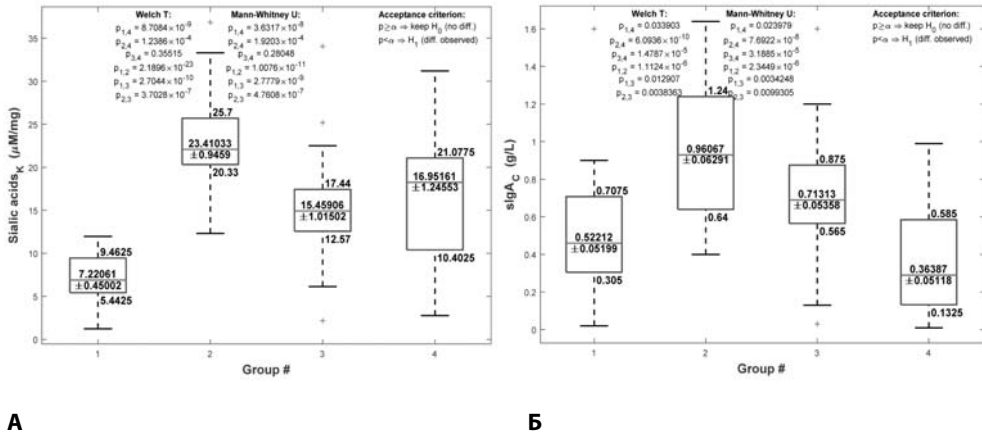 Welch T:
p1,4 = 8.7084×10-9
p2,4 = 1.2386×10-4
p3,4 = 0.35515
p1,2 = 2.1896×10-23
p1,3 = 2.7044×10-10
p2,3 = 3.7028×10-7
Mann-Whitney U:
p1,4 = 3.6317×10-8
p2,4 = 1.9203×10-4
p3,4 = 0.28048
p1,2 = 1.0076×10-11
p1,3 = 2.7779×10-9
p2,3 = 4.7608×10-7
Acceptance criterion:
p≥α ⇒ keep H0 (no diff.)
p<α ⇒ H1 (diff. observed)
Sialic acidsK (μM/mg)
35
30
25
20
15
10
5
0
9.4625
7.22061
±0.45002
5.4425
25.7
23.41033
±0.9459
20.33
17.44
15.45906
±1.01502
12.57
21.0775
16.95161
±1.24553
10.4025
1 2 3 4
Group #
А
Welch T:
p1,4 = 0.033903
p2,4 = 6.0936×10-10
p3,4 = 1.4787×10-5
p1,2 = 1.1124×10-6
p1,3 = 0.012907
p2,3 = 0.0038363
Mann-Whitney U:
p1,4 = 0.023979
p2,4 = 7.6922×10-8
p3,4 = 3.1885×10-5
p1,2 = 2.3449×10-6
p1,3 = 0.0034248
p2,3 = 0.0099305
Acceptance criterion:
p≥α ⇒ keep H0 (no diff.)
p<α ⇒ H1 (diff. observed)
sIgAC (g/L)
1.6
1.4
1.2
1
0.8
0.6
0.4
0.2
0
0.7075
0.52212
±0.05199
0.305
1.24
0.96067
±0.06291
0.64
0.875
0.71313
±0.05358
0.565
0.585
0.36387
±0.05118
0.1325
1 2 3 4
Group #
Б